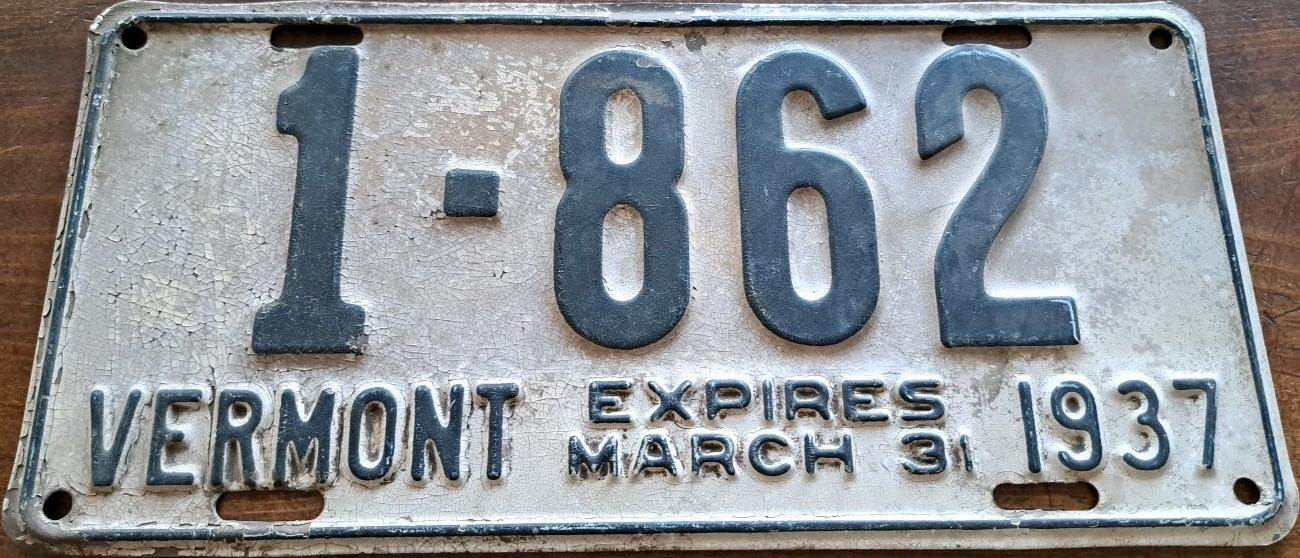 1-862
VERMONT EXPIRES MARCH 31 1937